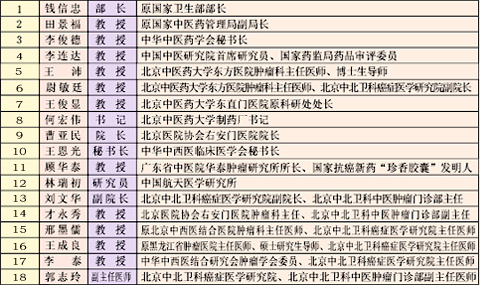 1 钱信忠 部长 原国家卫生部部长
2 田景福 教授 原国家中医药管理局副局长
3 李俊德 教授 中华中医药学会秘书长
4 李连达 教授 中国中医研究院首席研究员、国家药监局药品审评委员
5 王沛 教授 北京中医药大学东方医院肿瘤科主任医师、博士生导师
6 尉敏廷 教授 北京中医药大学东方医院肿瘤科主任医师、北京中北卫科癌症医学研究院副院长
7 王俊显 教授 北京中医药大学东直门医院原科研处处长
8 何宏伟 书记 北京中医药大学制药厂书记
9 曹亚民 院长 北京医院协会右安门医院院长
10 王恩光 秘书长 中华中西医临床医学会秘书长
11 顾华泰 教授 广东省中医院华泰肿瘤研究所所长、国家抗癌新药“珍香胶囊”发明人
12 林瑞初 研究员 中国航天医学研究所
13 刘文华 副院长 北京中北卫科癌症医学研究院副院长、北京中北卫科中医肿瘤门诊部主任
14 才永秀 教授 北京医院协会右安门医院肿瘤科主任、北京中北卫科中医肿瘤门诊部副主任
15 邢墨儒 教授 原北京中西医结合医院肿瘤科主任医师、北京中北卫科癌症医学研究院主任医师
16 王成良 教授 原黑龙江省肿瘤医院主任医师、硕士研究生导师、北京中北卫科癌症医学研究院主任医师
17 李泰 教授 中华中西医结合研究会肿瘤学会委员、北京中北卫科癌症医学研究院主任医师
18 郭志玲 副主任医师 北京中北卫科癌症医学研究院、北京中北卫科中医肿瘤门诊部副主任医师